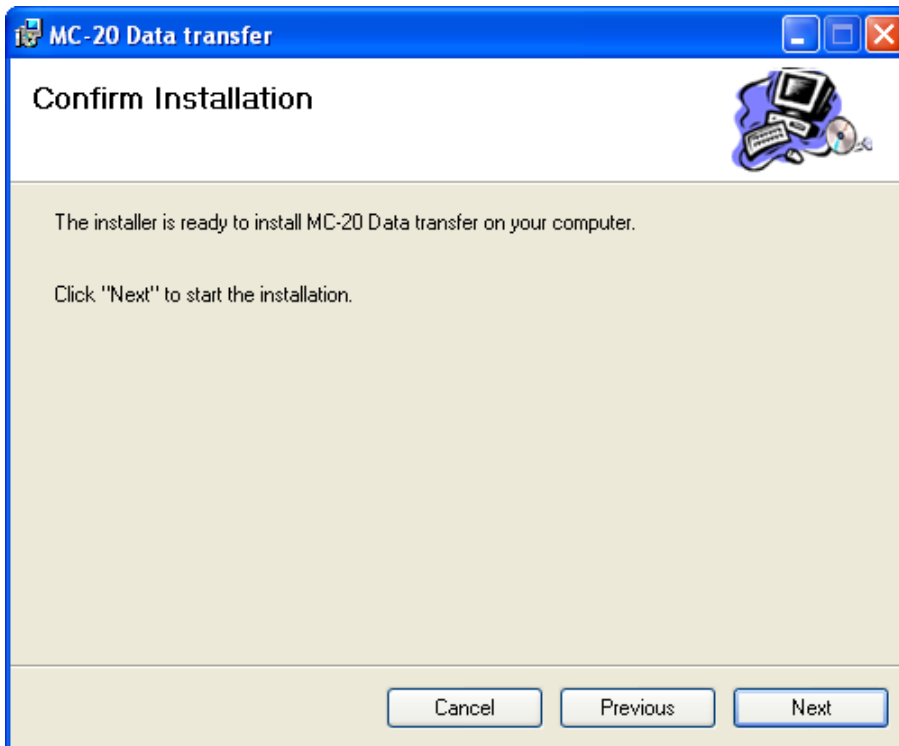 MC-20 Data transfer
Confirm Installation
The installer is ready to install MC-20 Data transfer on your computer.
Click "Next" to start the installation.
Cancel
Previous
Next